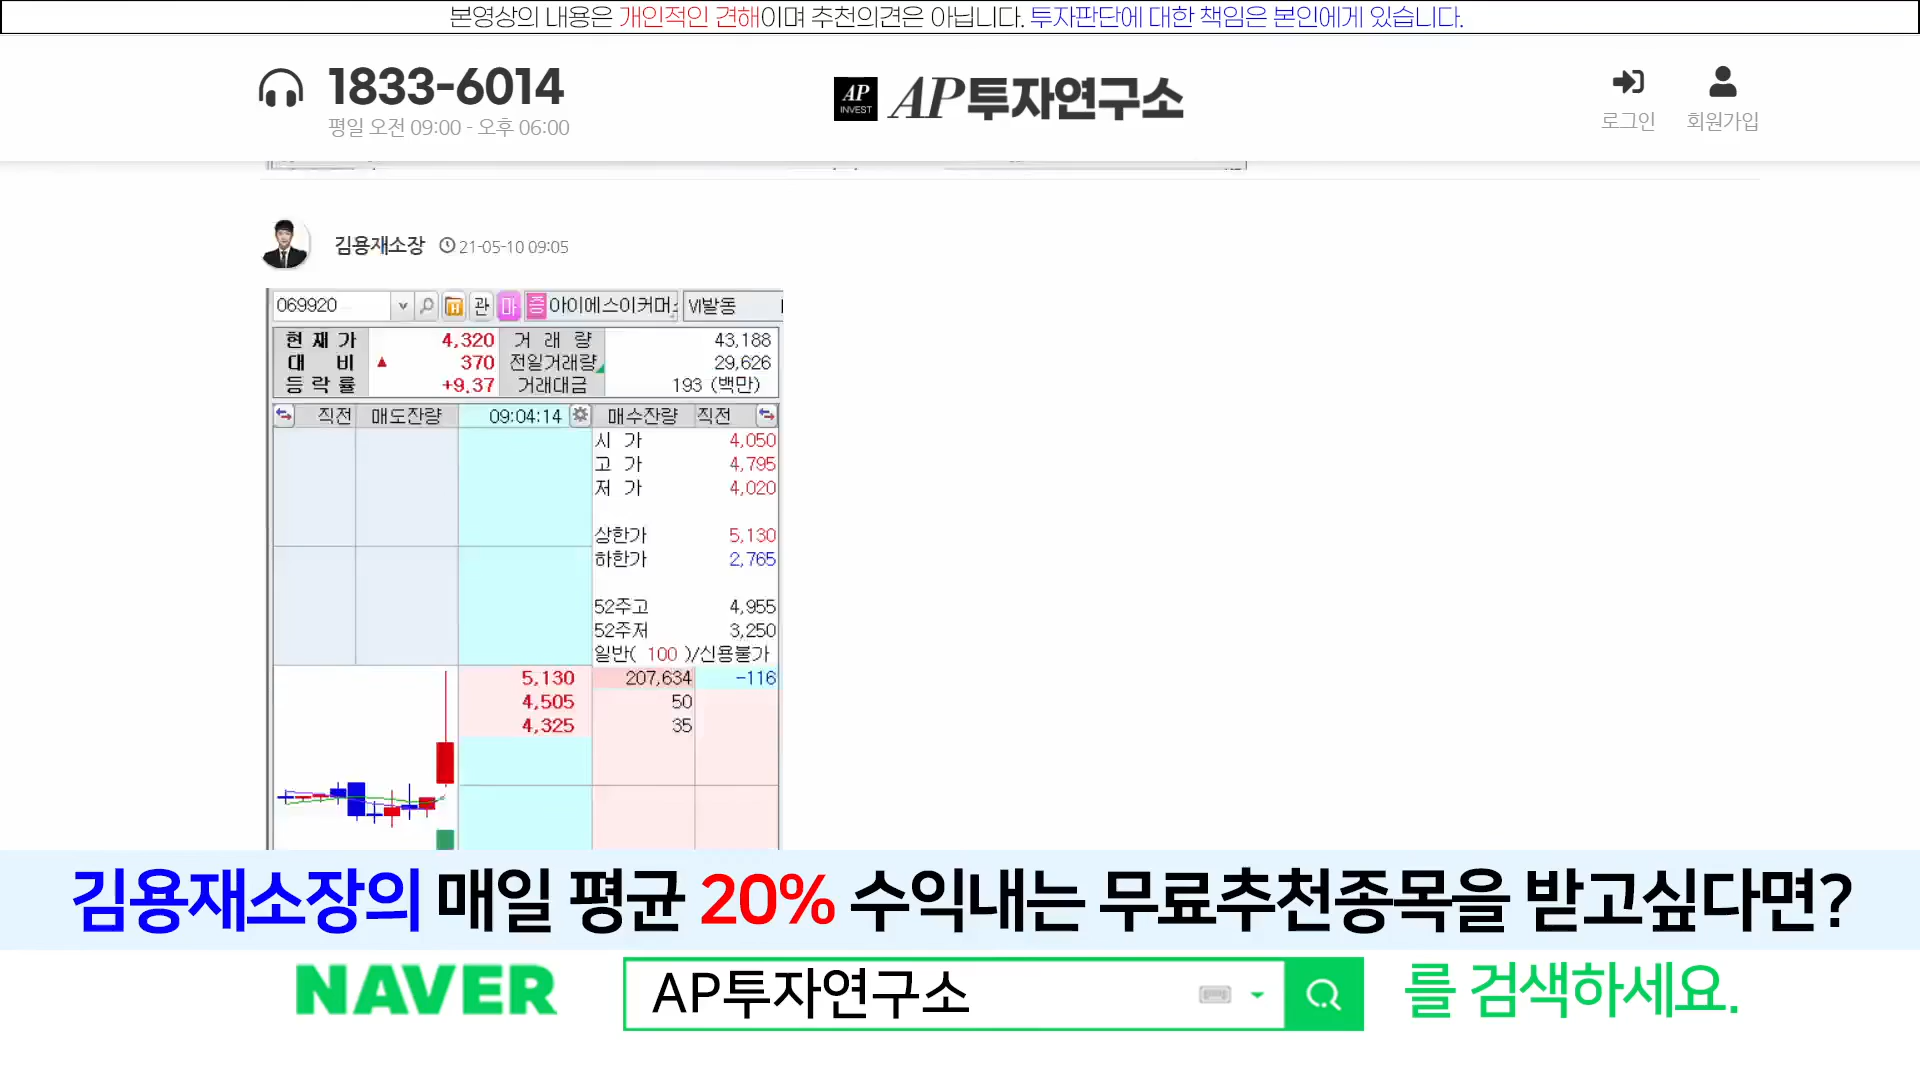 본영상의 내용은 개인적인 견해이며 추천의견은 아닙니다. 투자판단에 대한 책임은 본인에게 있습니다.
1833-6014
평일 오전 09:00 - 오후 06:00
AP INVEST AP투자연구소
로그인 회원가입
김용재소장 21-05-10 09:05
069920 관 마 증 아이에스이커머스 VI발동
현재가 4,320 거래량 43,188
대비 ▲ 370 전일거래량 29,626
등락률 +9.37 거래대금 193 (백만)
직전 매도잔량 09:04:14 매수잔량 직전
시가 4,050
고가 4,795
저가 4,020
상한가 5,130
하한가 2,765
52주고 4,955
52주저 3,250
일반( 100 )/신용불가
5,130 207,634 -116
4,505 50
4,325 35
김용재소장의 매일 평균 20% 수익내는 무료추천종목을 받고싶다면?
NAVER AP투자연구소 를 검색하세요.